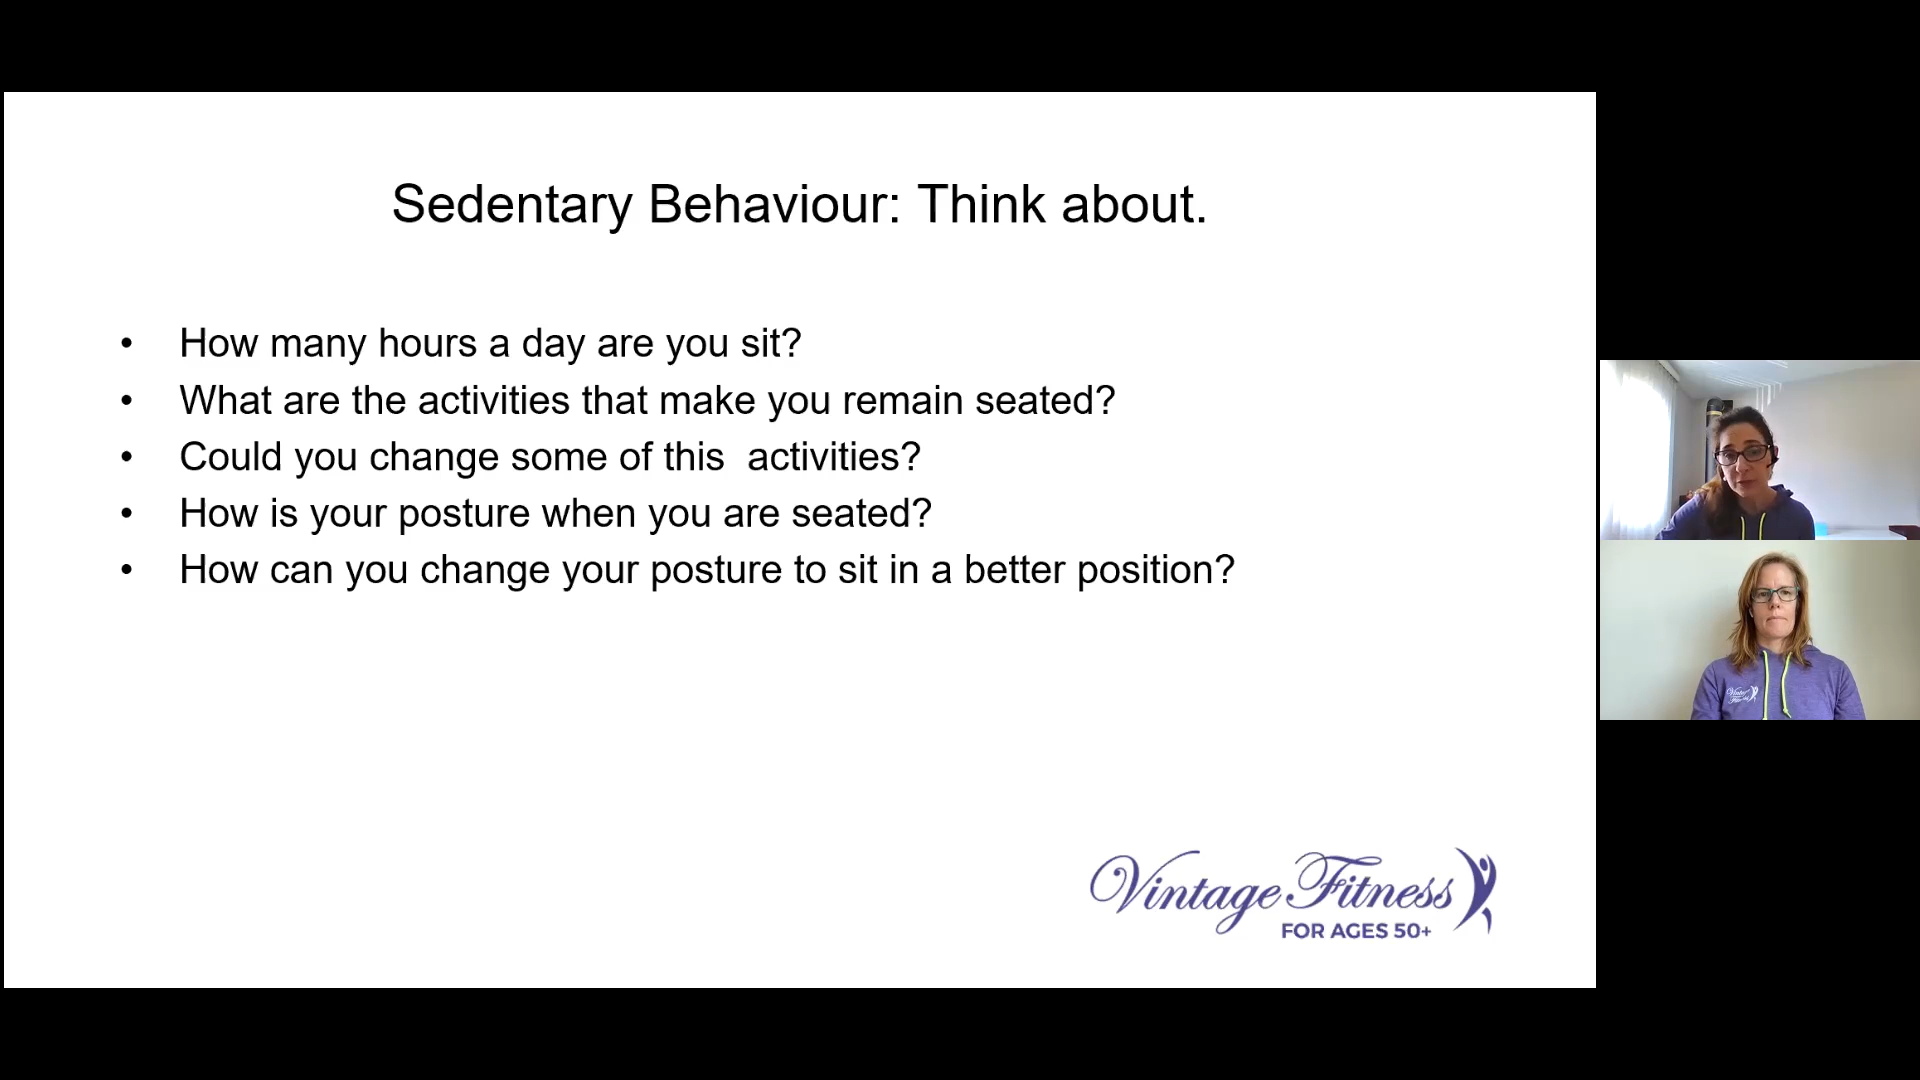 Sedentary Behaviour: Think about.
• How many hours a day are you sit?
• What are the activities that make you remain seated?
• Could you change some of this  activities?
• How is your posture when you are seated?
• How can you change your posture to sit in a better position?
Vintage Fitness
FOR AGES 50+